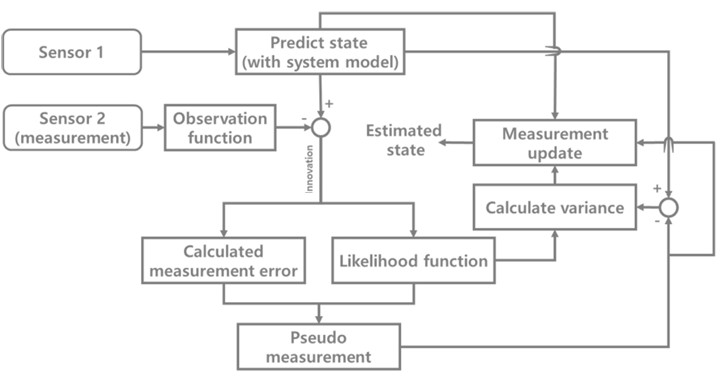 Sensor 1
Predict state
(with system model)
+
Sensor 2
(measurement)
Observation
function
-
Innovation
Estimated
state
Measurement
update
Calculate variance
+
-
Calculated
measurement error
Likelihood function
Pseudo
measurement